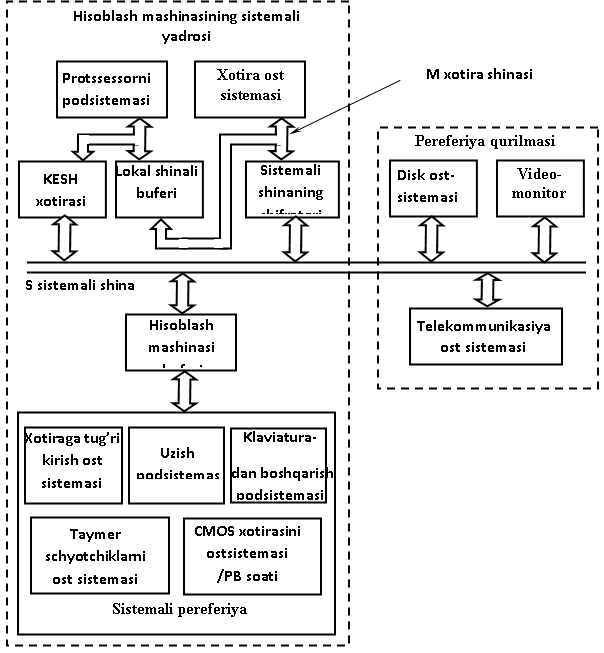 Hisoblash mashinasining sistemali
yadrosi
Protssessorni
podsistemasi
Xotira ost
sistemasi
M xotira shinasi
KESH
xotirasi
Lokal shinali
buferi
Sistemali
shinaning
Pereferiya qurilmasi
Disk ost-
sistemasi
Video-
monitor
S sistemali shina
Hisoblash
mashinasi
Telekommunikasiya
ost sistemasi
Xotiraga tug’ri
kirish ost
sistemasi
Uzish
podsistemas
Klaviatura-
dan boshqarish
podsistemasi
Taymer
schyotchiklarni
ost sistemasi
CMOS xotirasini
ostsistemasi
/PB soati
Sistemali pereferiya